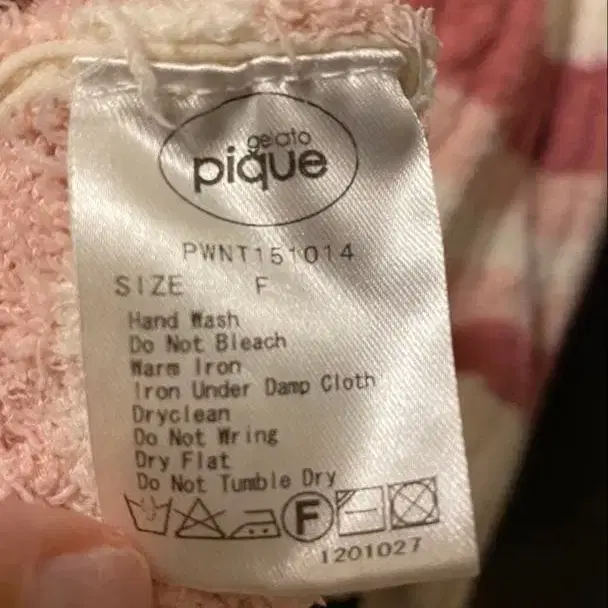 gelato
pique
PWNT151014
SIZE F
Hand Wash
Do Not Bleach
Warm Iron
Iron Under Damp Cloth
Dryclean
Do Not Wring
Dry Flat
Do Not Tumble Dry
F
1201027